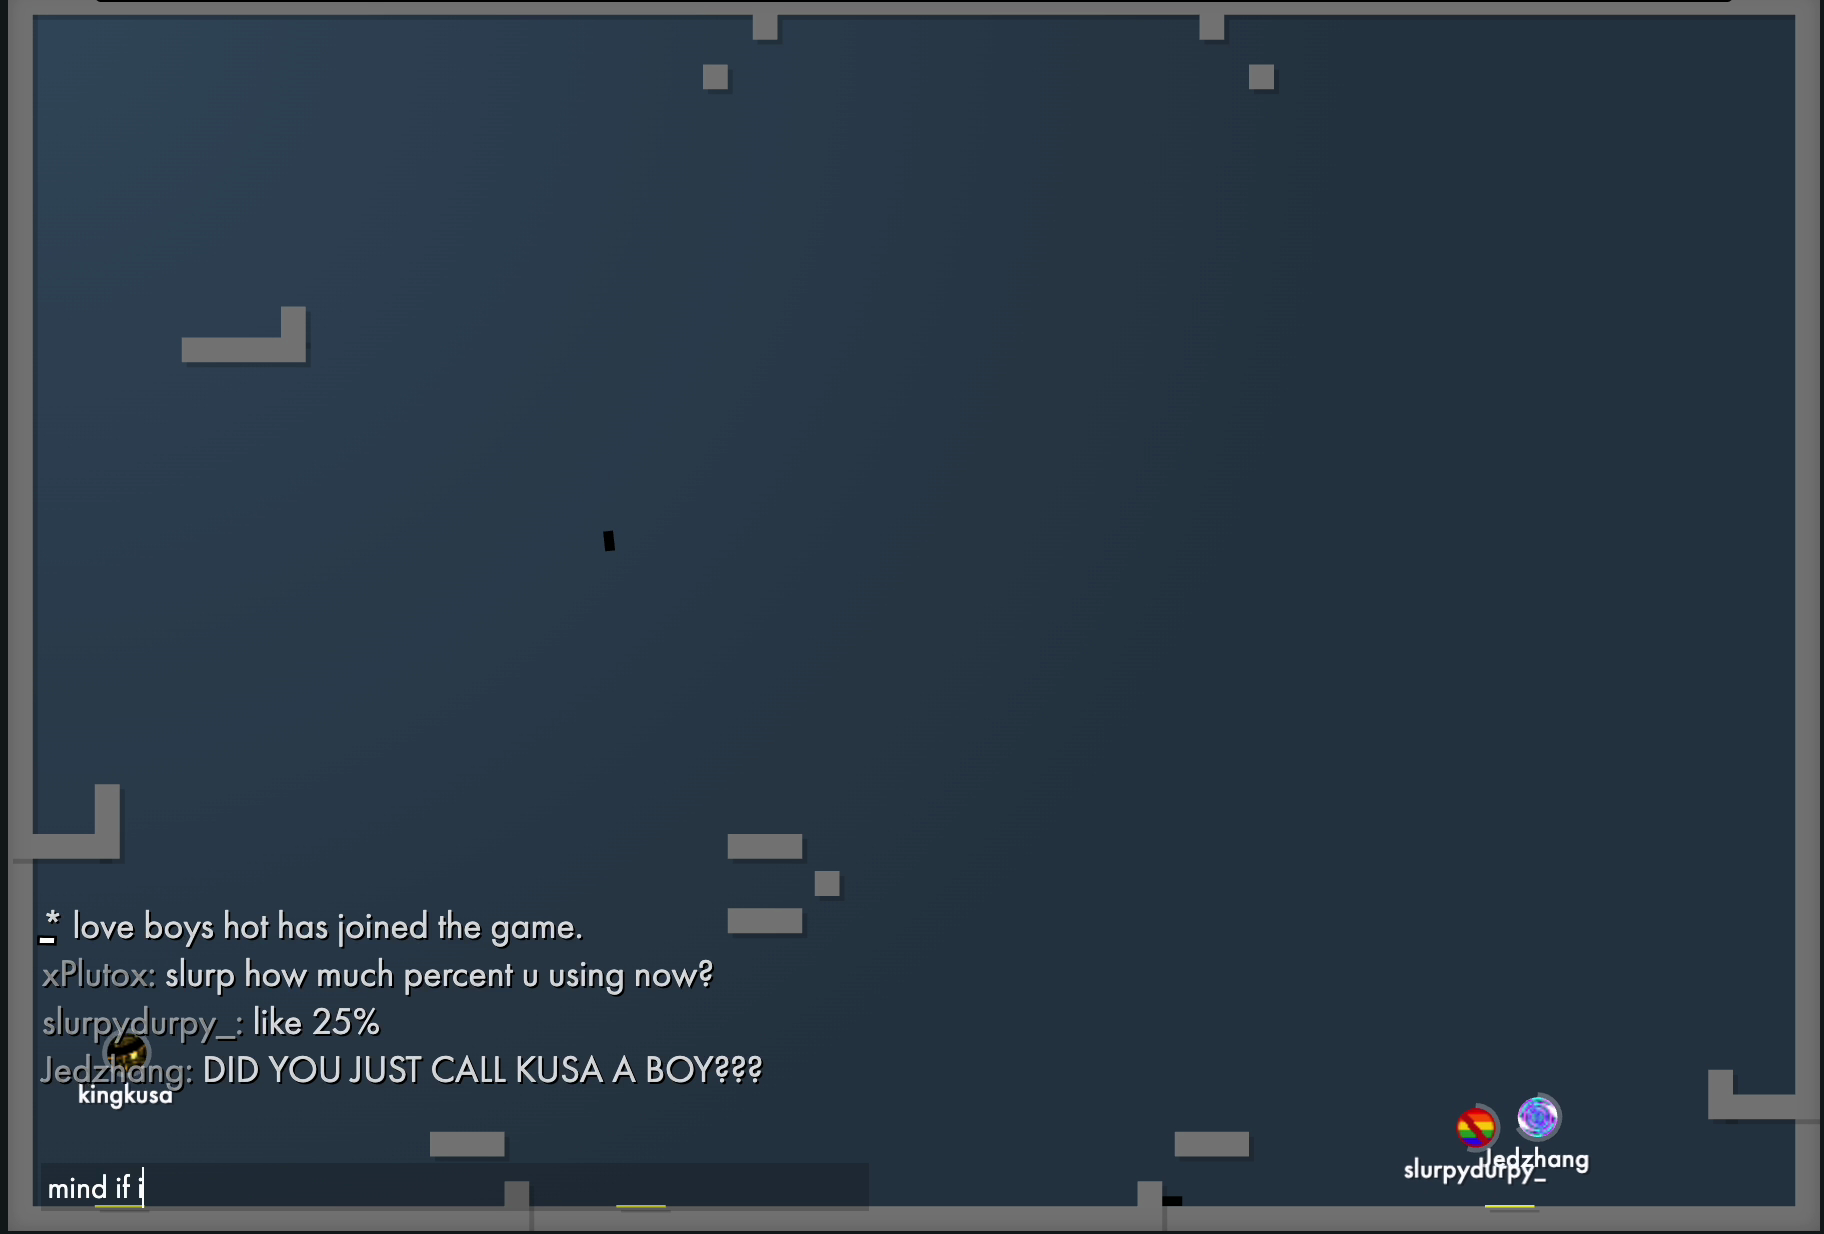 * love boys hot has joined the game.
xPlutox: slurp how much percent u using now?
slurpydurpy_: like 25%
Jedzhang: DID YOU JUST CALL KUSA A BOY???
kingkusa
Jedzhang
slurpydurpy_
mind if i